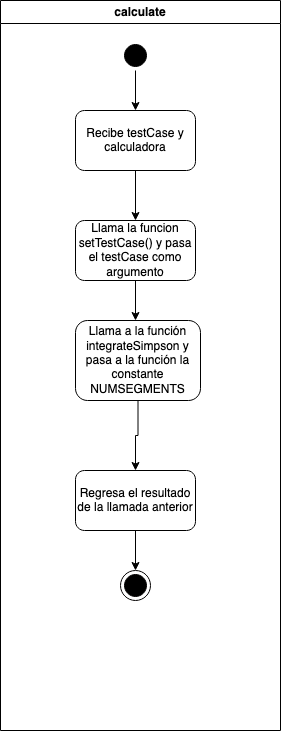 calculate
Recibe testCase y
calculadora
Llama la funcion
setTestCase() y pasa
el testCase como
argumento
Llama a la función
integrateSimpson y
pasa a la función la
constante
NUMSEGMENTS
Regresa el resultado
de la llamada anterior